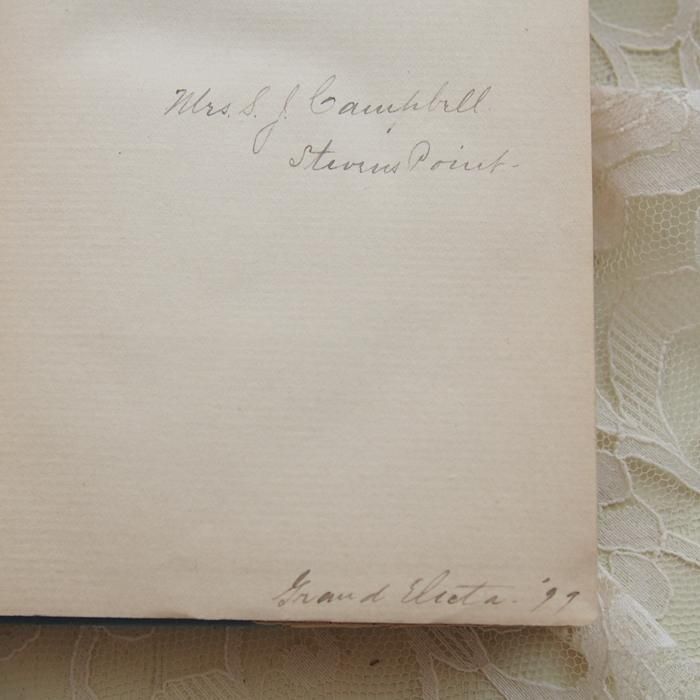 Mrs. S. J. Campbell
Stevens Point-
Grand Electa. '99